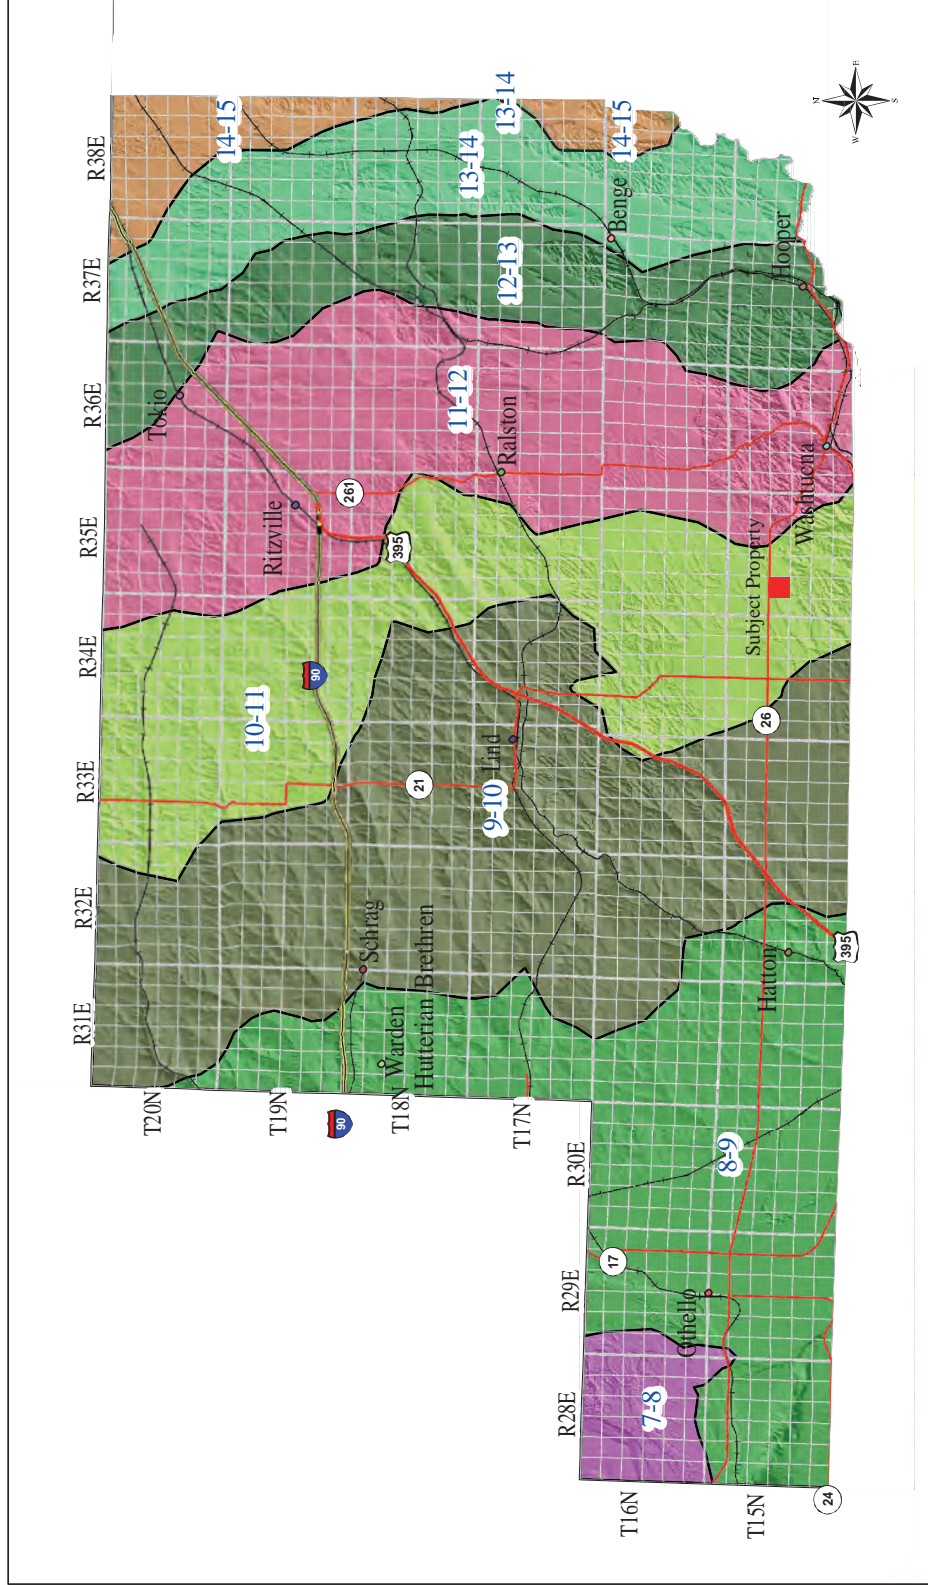 R28E
R29E
R30E
R31E
R32E
R33E
R34E
R35E
R36E
R37E
R38E
T20N
T19N
T18N
T17N
T16N
T15N
90
90
10-11
14-15
Tokio
Ritzville
261
Schrag
Warden
Hutterian Brethren
21
395
11-12
13-14
13-14
9-10
Lind
Ralston
12-13
17
7-8
Othello
8-9
Benge
14-15
Hatton
26
Subject Property
Washtucna
Hooper
24
395
N
E
S
W